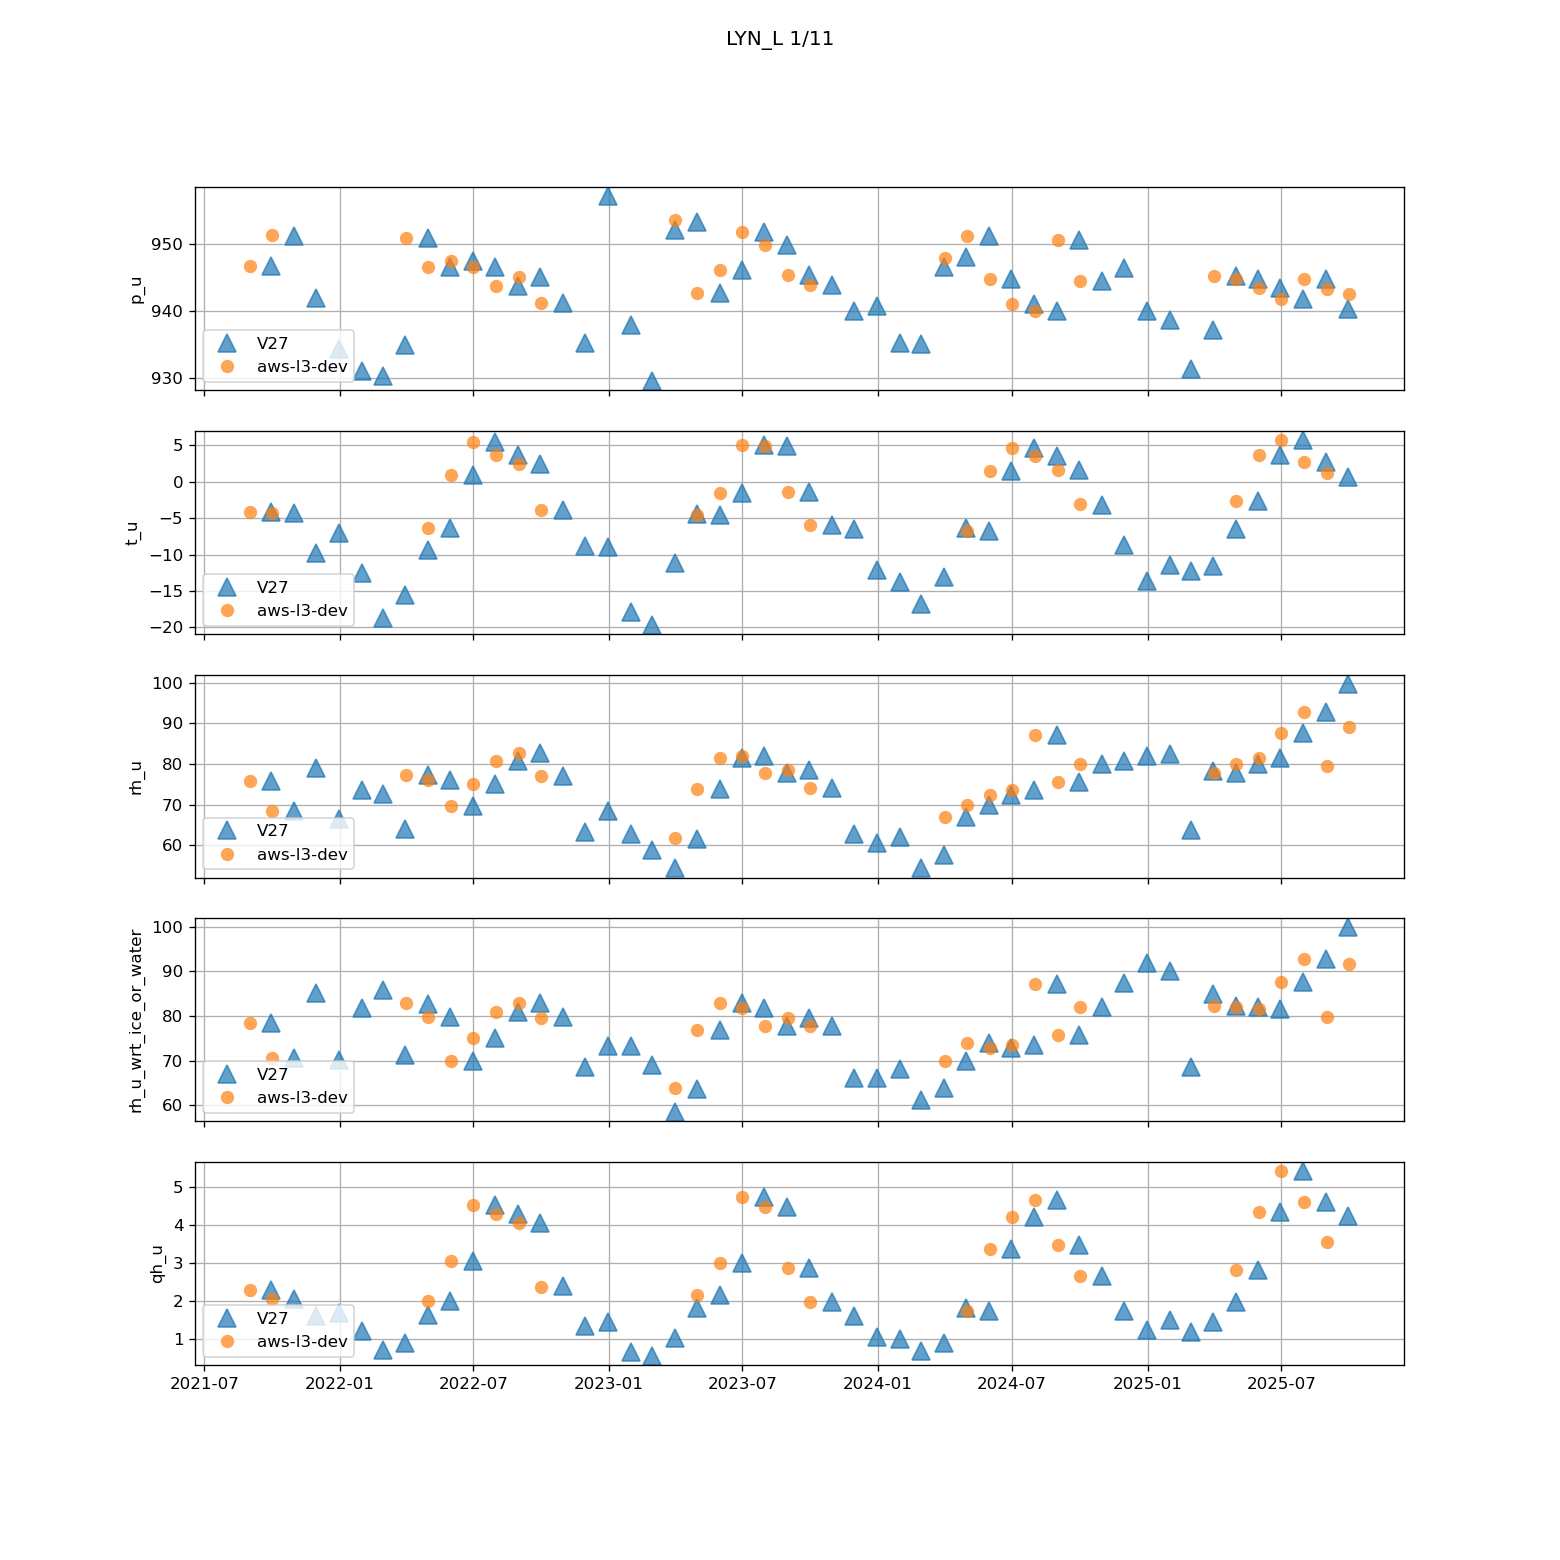 LYN_L 1/11
p_u
950
940
930
V27
aws-l3-dev
t_u
5
0
−5
−10
−15
−20
V27
aws-l3-dev
rh_u
100
90
80
70
60
V27
aws-l3-dev
rh_u_wrt_ice_or_water
100
90
80
70
60
V27
aws-l3-dev
qh_u
5
4
3
2
1
V27
aws-l3-dev
2021-07 2022-01 2022-07 2023-01 2023-07 2024-01 2024-07 2025-01 2025-07